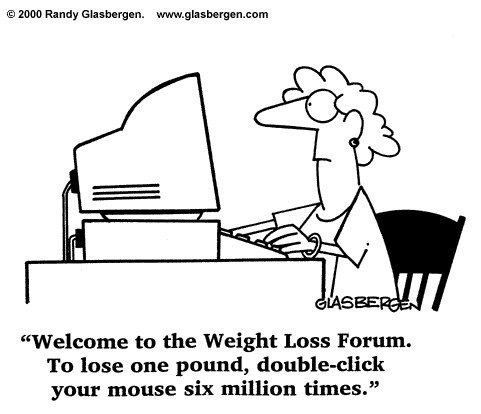 © 2000 Randy Glasbergen. www.glasbergen.com
GLASBERGEN
“Welcome to the Weight Loss Forum.
To lose one pound, double-click
your mouse six million times.”